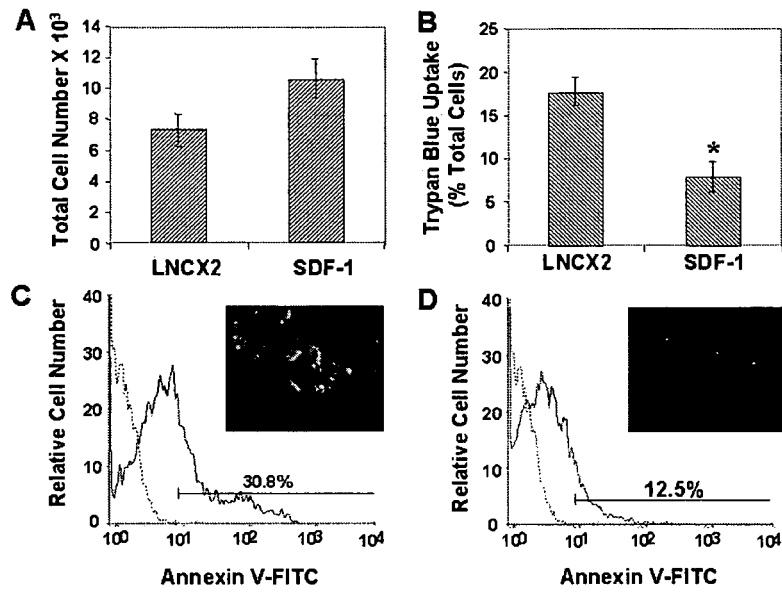 A
Total Cell Number X 10³
14
12
10
8
6
4
2
0
LNCX2 SDF-1
B
Trypan Blue Uptake
(% Total Cells)
25
20
15
10
5
0
*
LNCX2 SDF-1
C
Relative Cell Number
40
30
20
10
0
30.8%
10⁰ 10¹ 10² 10³ 10⁴
Annexin V-FITC
D
Relative Cell Number
40
30
20
10
0
12.5%
10⁰ 10¹ 10² 10³ 10⁴
Annexin V-FITC